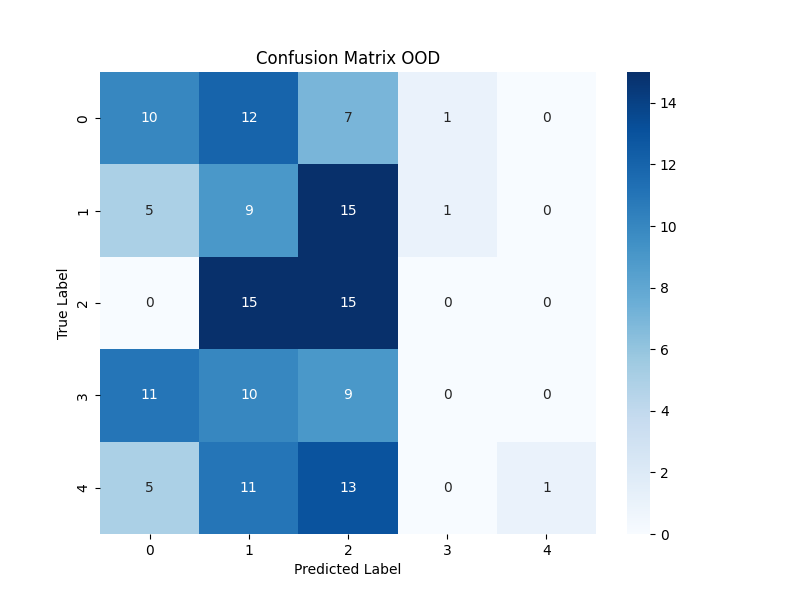 Confusion Matrix OOD
True Label
0 10 12 7 1 0
1 5 9 15 1 0
2 0 15 15 0 0
3 11 10 9 0 0
4 5 11 13 0 1
0 1 2 3 4
Predicted Label
14
12
10
8
6
4
2
0